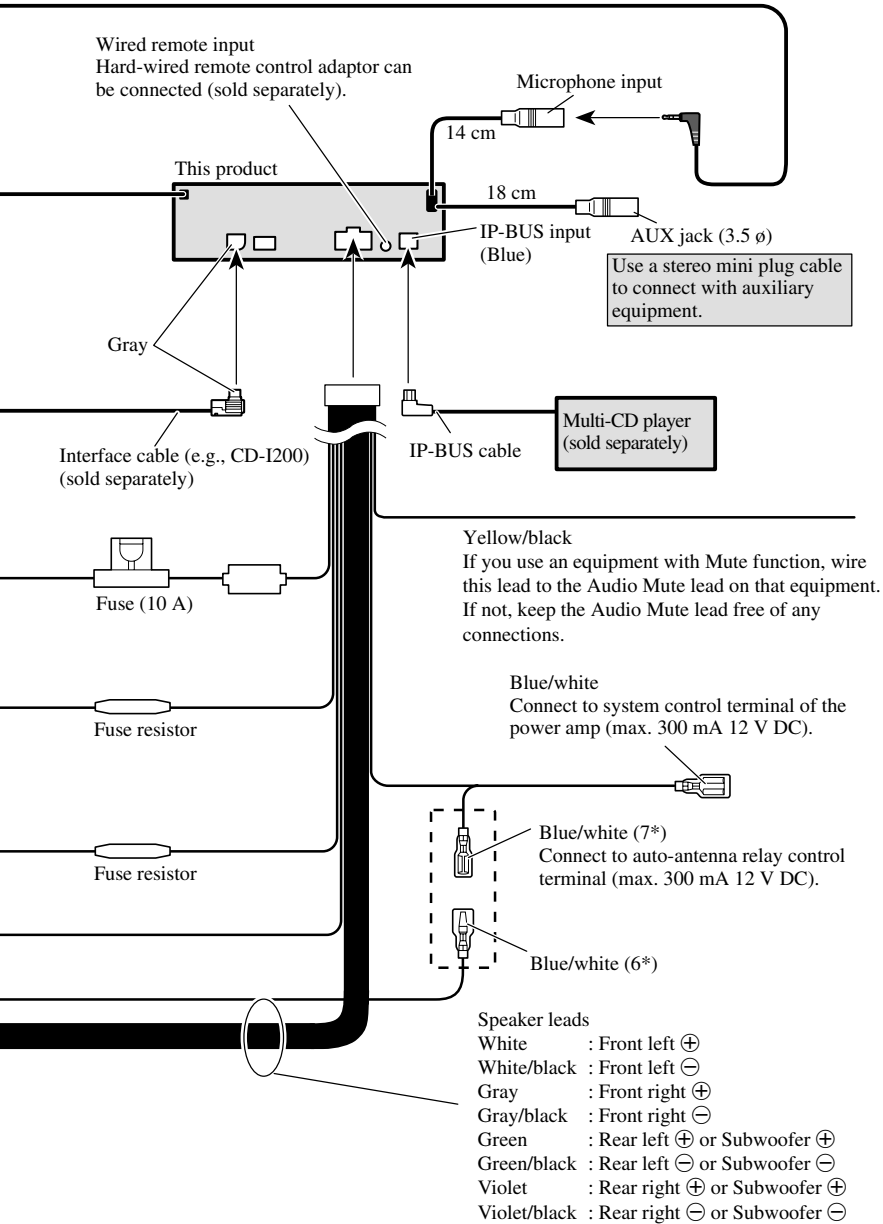 Wired remote input
Hard-wired remote control adaptor can
be connected (sold separately).
Microphone input
14 cm
This product
18 cm
IP-BUS input
(Blue)
AUX jack (3.5 ø)
Use a stereo mini plug cable
to connect with auxiliary
equipment.
Gray
Multi-CD player
(sold separately)
Interface cable (e.g., CD-I200)
(sold separately)
IP-BUS cable
Yellow/black
If you use an equipment with Mute function, wire
this lead to the Audio Mute lead on that equipment.
If not, keep the Audio Mute lead free of any
connections.
Fuse (10 A)
Blue/white
Connect to system control terminal of the
power amp (max. 300 mA 12 V DC).
Fuse resistor
Blue/white (7*)
Connect to auto-antenna relay control
terminal (max. 300 mA 12 V DC).
Fuse resistor
Blue/white (6*)
Speaker leads
White : Front left ⊕
White/black : Front left ⊖
Gray : Front right ⊕
Gray/black : Front right ⊖
Green : Rear left ⊕ or Subwoofer ⊕
Green/black : Rear left ⊖ or Subwoofer ⊖
Violet : Rear right ⊕ or Subwoofer ⊕
Violet/black : Rear right ⊖ or Subwoofer ⊖